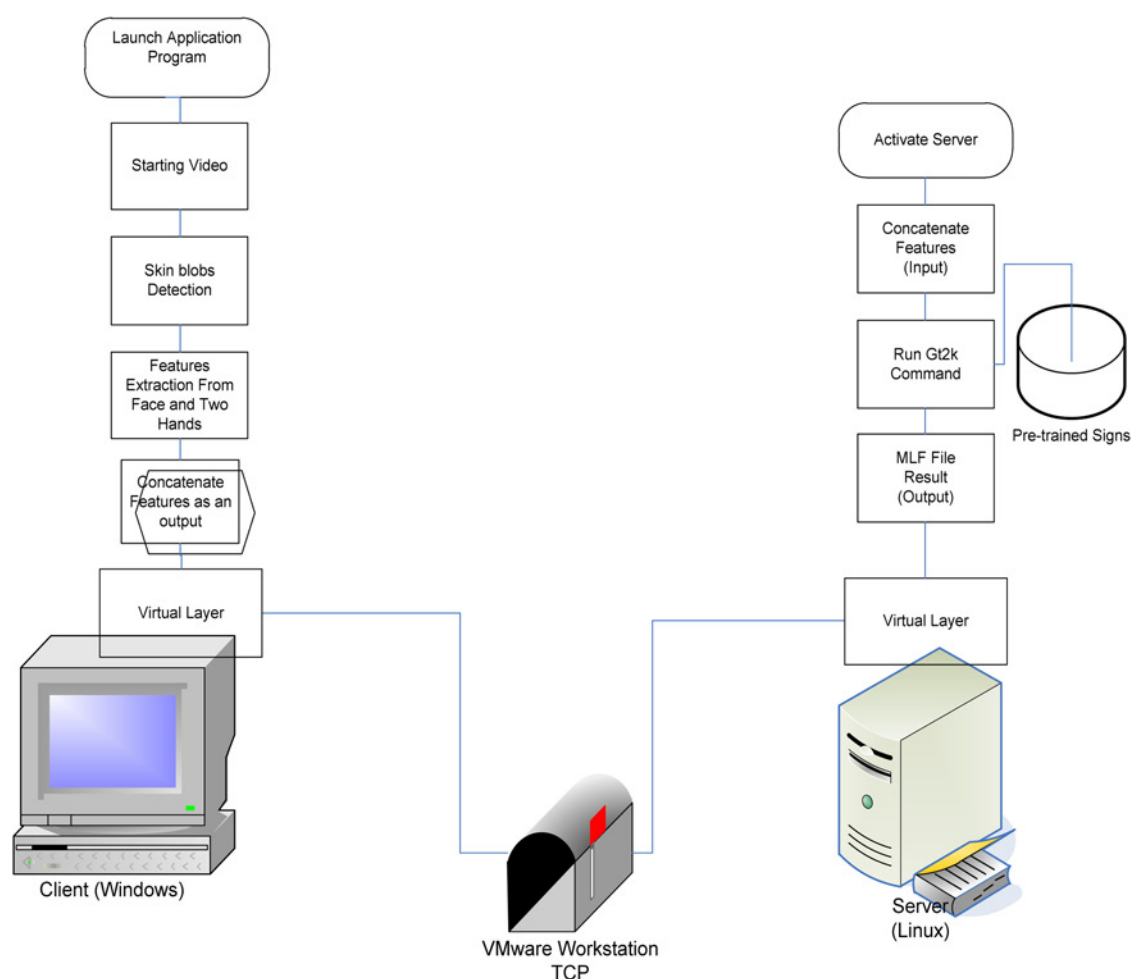 Launch Application
Program
Starting Video
Skin blobs
Detection
Features
Extraction From
Face and Two
Hands
Concatenate
Features as an
output
Virtual Layer
Client (Windows)
VMware Workstation
TCP
Activate Server
Concatenate
Features
(Input)
Run Gt2k
Command
Pre-trained Signs
MLF File
Result
(Output)
Virtual Layer
Server
(Linux)